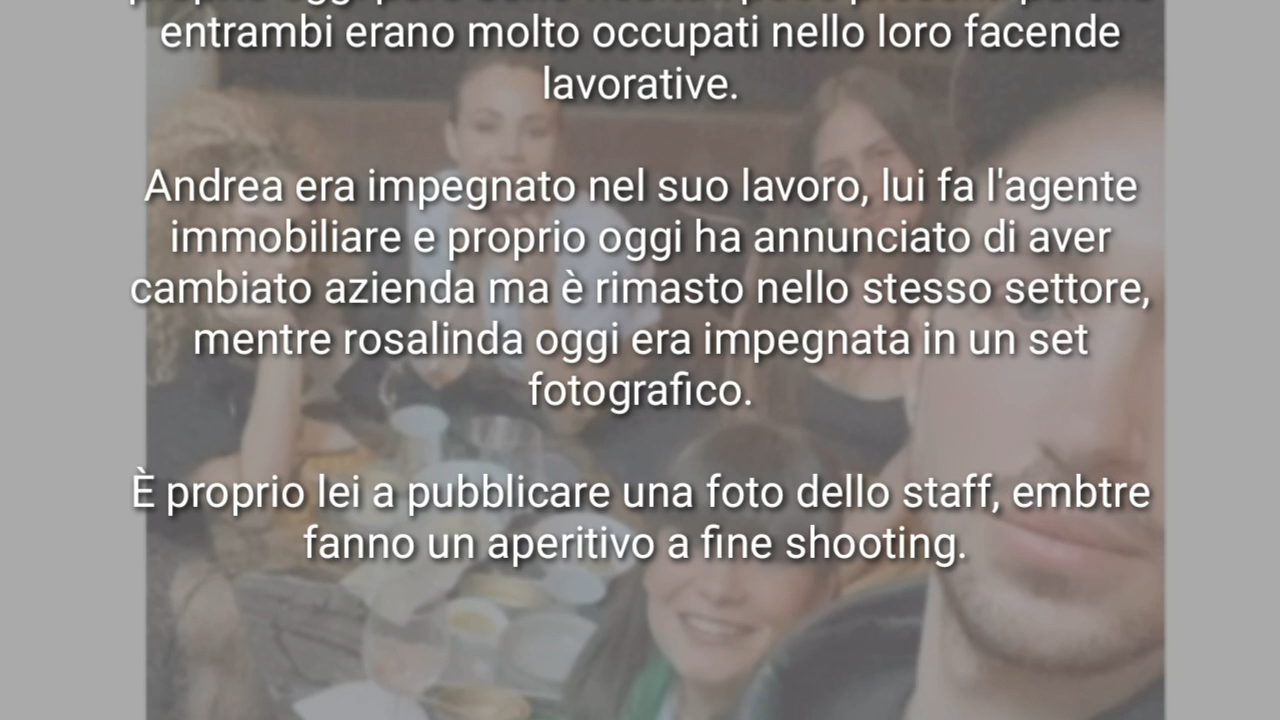 entrambi erano molto occupati nello loro facende
lavorative.
Andrea era impegnato nel suo lavoro, lui fa l'agente
immobiliare e proprio oggi ha annunciato di aver
cambiato azienda ma è rimasto nello stesso settore,
mentre rosalinda oggi era impegnata in un set
fotografico.
È proprio lei a pubblicare una foto dello staff, embtre
fanno un aperitivo a fine shooting.